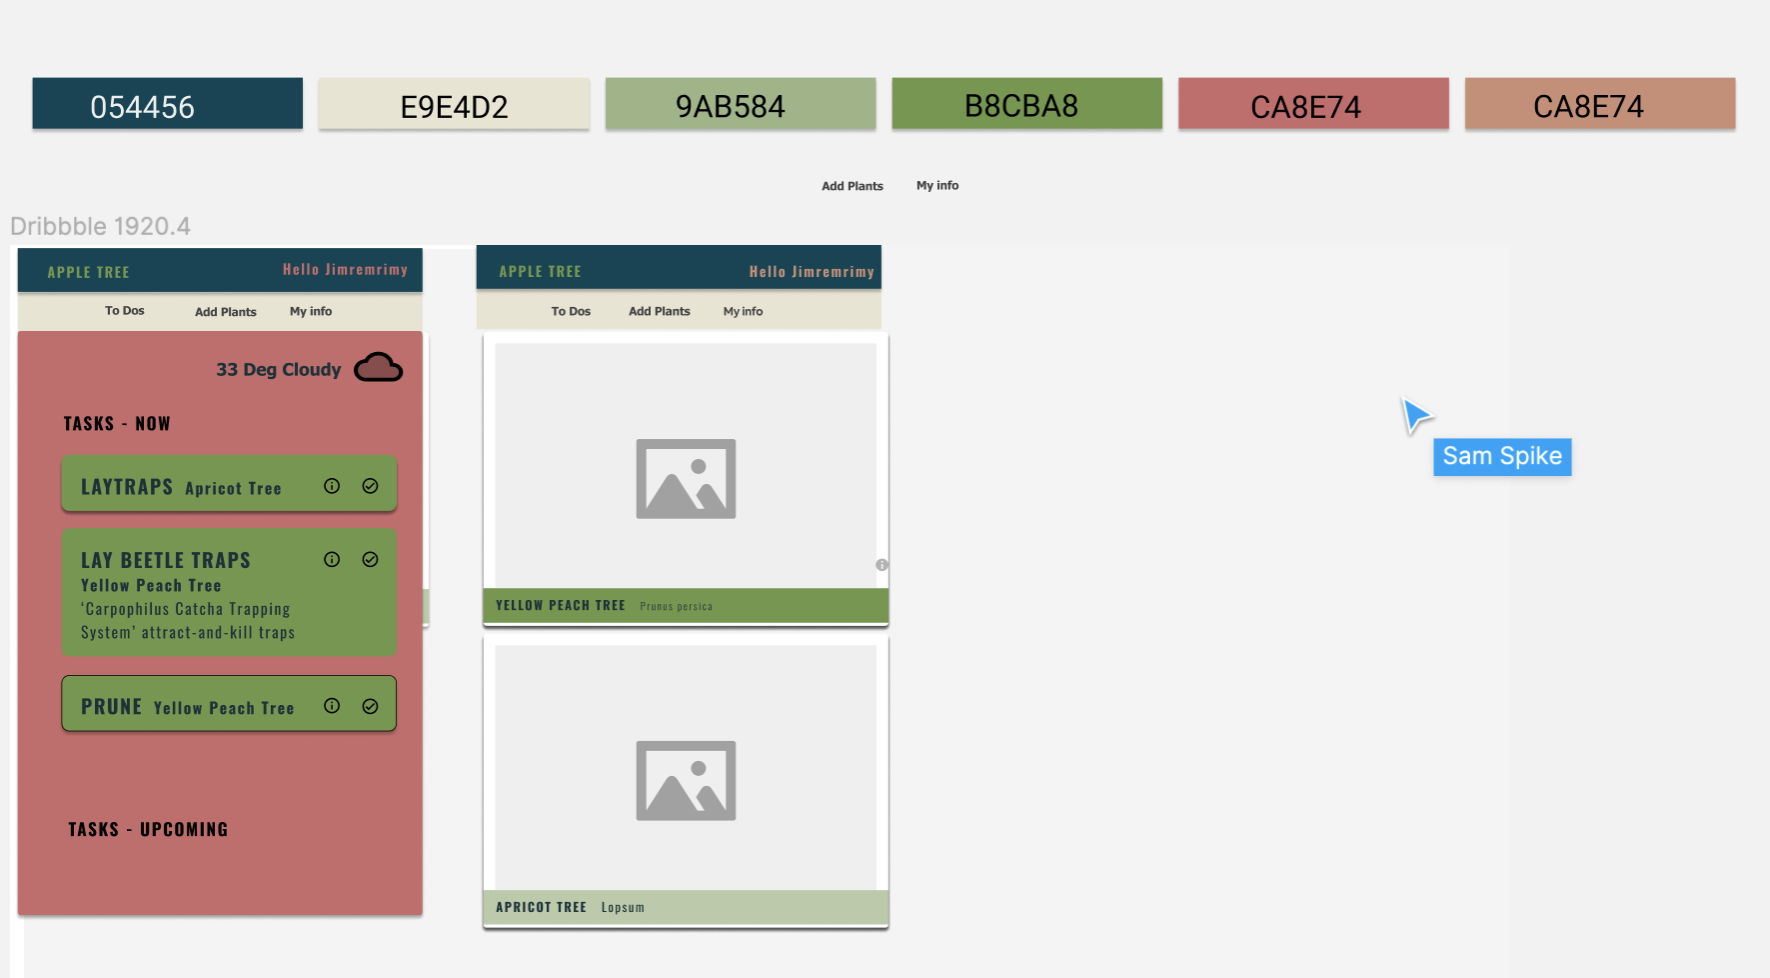 054456
E9E4D2
9AB584
B8CBA8
CA8E74
CA8E74
Add Plants
My info
Dribbble 1920.4
APPLE TREE
Hello Jimremrimy
To Dos
Add Plants
My info
33 Deg Cloudy
TASKS - NOW
LAYTRAPS Apricot Tree
LAY BEETLE TRAPS
Yellow Peach Tree
‘Carpophilus Catcha Trapping
System’ attract-and-kill traps
PRUNE Yellow Peach Tree
TASKS - UPCOMING
APPLE TREE
Hello Jimremrimy
To Dos
Add Plants
My info
YELLOW PEACH TREE Prunus persica
APRICOT TREE Lopsum
Sam Spike